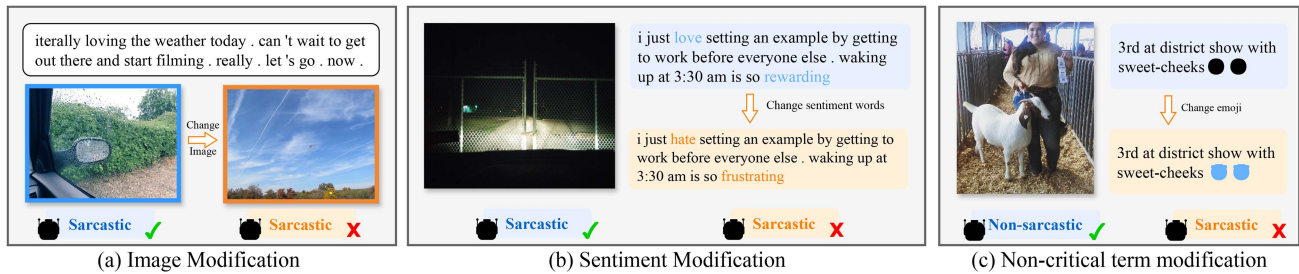 iterally loving the weather today . can 't wait to get
out there and start filming . really . let 's go . now .
Change
Image
Sarcastic
Sarcastic
(a) Image Modification
i just love setting an example by getting
to work before everyone else . waking
up at 3:30 am is so rewarding
Change sentiment words
i just hate setting an example by getting to
work before everyone else . waking up at
3:30 am is so frustrating
Sarcastic
Sarcastic
(b) Sentiment Modification
3rd at district show with
sweet-cheeks
Change emoji
3rd at district show with
sweet-cheeks
Non-sarcastic
Sarcastic
(c) Non-critical term modification